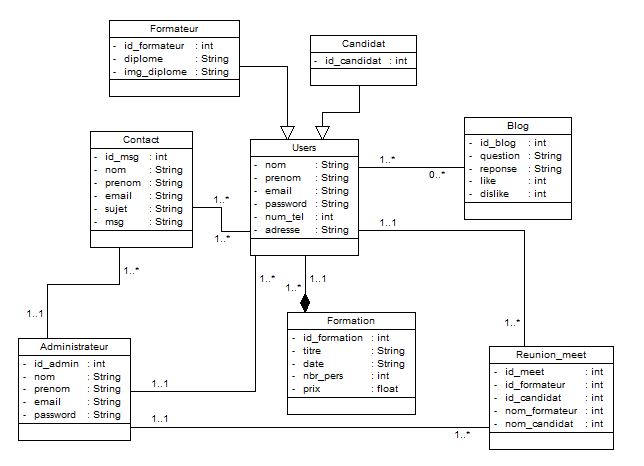 Formateur
- id_formateur : int
- diplome : String
- img_diplome : String
Candidat
- id_candidat : int
Contact
- id_msg : int
- nom : String
- prenom : String
- email : String
- sujet : String
- msg : String
Users
- nom : String
- prenom : String
- email : String
- password : String
- num_tel : int
- adresse : String
Blog
- id_blog : int
- question : String
- reponse : String
- like : int
- dislike : int
1..*
0..*
1..*
1..*
1..1
1..*
1..1
1..*
1..1
1..*
1..*
Administrateur
- id_admin : int
- nom : String
- prenom : String
- email : String
- password : String
Formation
- id_formation : int
- titre : String
- date : String
- nbr_pers : int
- prix : float
Reunion_meet
- id_meet : int
- id_formateur : int
- id_candidat : int
- nom_formateur : int
- nom_candidat : int
1..1
1..1
1..*